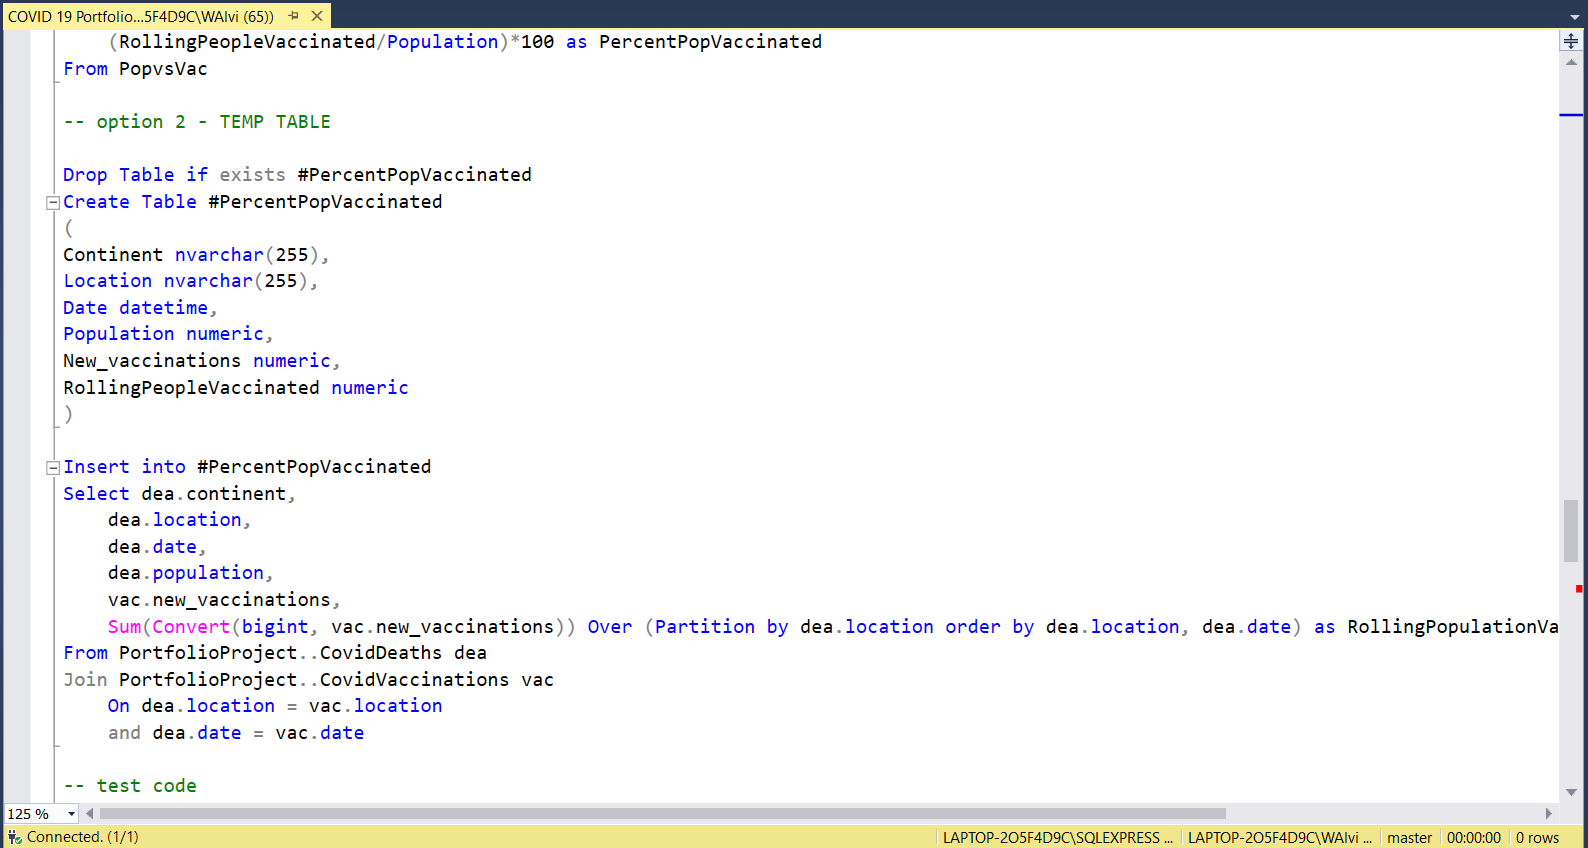 COVID 19 Portfolio...5F4D9C\WAlvi (65))
(RollingPeopleVaccinated/Population)*100 as PercentPopVaccinated
From PopvsVac
-- option 2 - TEMP TABLE
Drop Table if exists #PercentPopVaccinated
Create Table #PercentPopVaccinated
(
Continent nvarchar(255),
Location nvarchar(255),
Date datetime,
Population numeric,
New_vaccinations numeric,
RollingPeopleVaccinated numeric
)
Insert into #PercentPopVaccinated
Select dea.continent,
dea.location,
dea.date,
dea.population,
vac.new_vaccinations,
Sum(Convert(bigint, vac.new_vaccinations)) Over (Partition by dea.location order by dea.location, dea.date) as RollingPopulationVa
From PortfolioProject..CovidDeaths dea
Join PortfolioProject..CovidVaccinations vac
On dea.location = vac.location
and dea.date = vac.date
-- test code
125 %
Connected. (1/1) LAPTOP-2O5F4D9C\SQLEXPRESS ... LAPTOP-2O5F4D9C\WAlvi ... master 00:00:00 0 rows